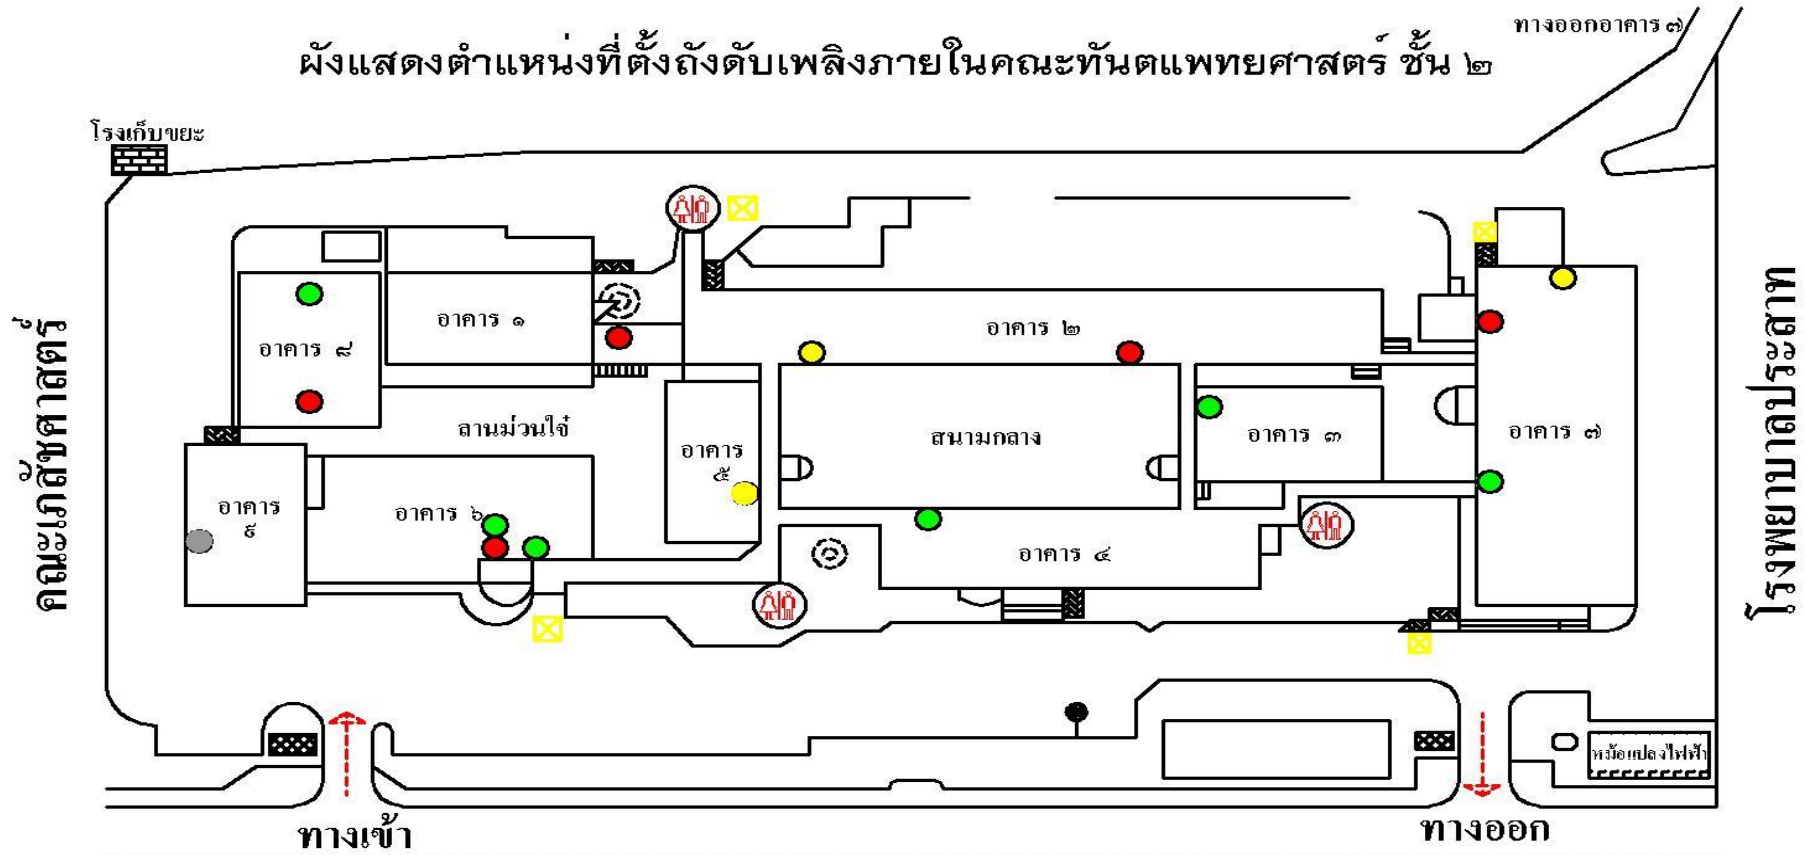 ทางออกอาคาร ๗
ผังแสดงตำแหน่งที่ตั้งถังดับเพลิงภายในคณะทันตแพทยศาสตร์ ชั้น ๒
โรงเก็บขยะ
คณะเภสัชศาสตร์
อาคาร ๑
อาคาร ๒
อาคาร ๘
ลานม่วนใจ๋
อาคาร
๕
สนามกลาง
อาคาร ๓
อาคาร ๗
อาคาร
๙
อาคาร ๖
อาคาร ๔
โรงพยาบาลประสาท
หม้อแปลงไฟฟ้า
ทางเข้า
ทางออก